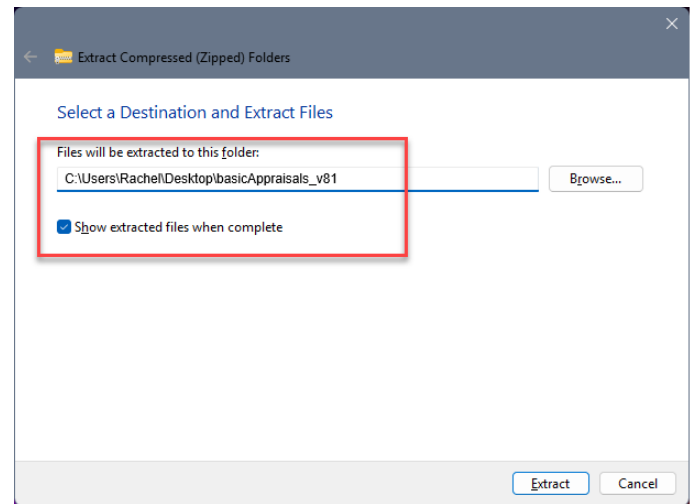 Extract Compressed (Zipped) Folders
Select a Destination and Extract Files
Files will be extracted to this folder:
C:\Users\Rachel\Desktop\basicAppraisals_v81
Browse...
Show extracted files when complete
Extract
Cancel